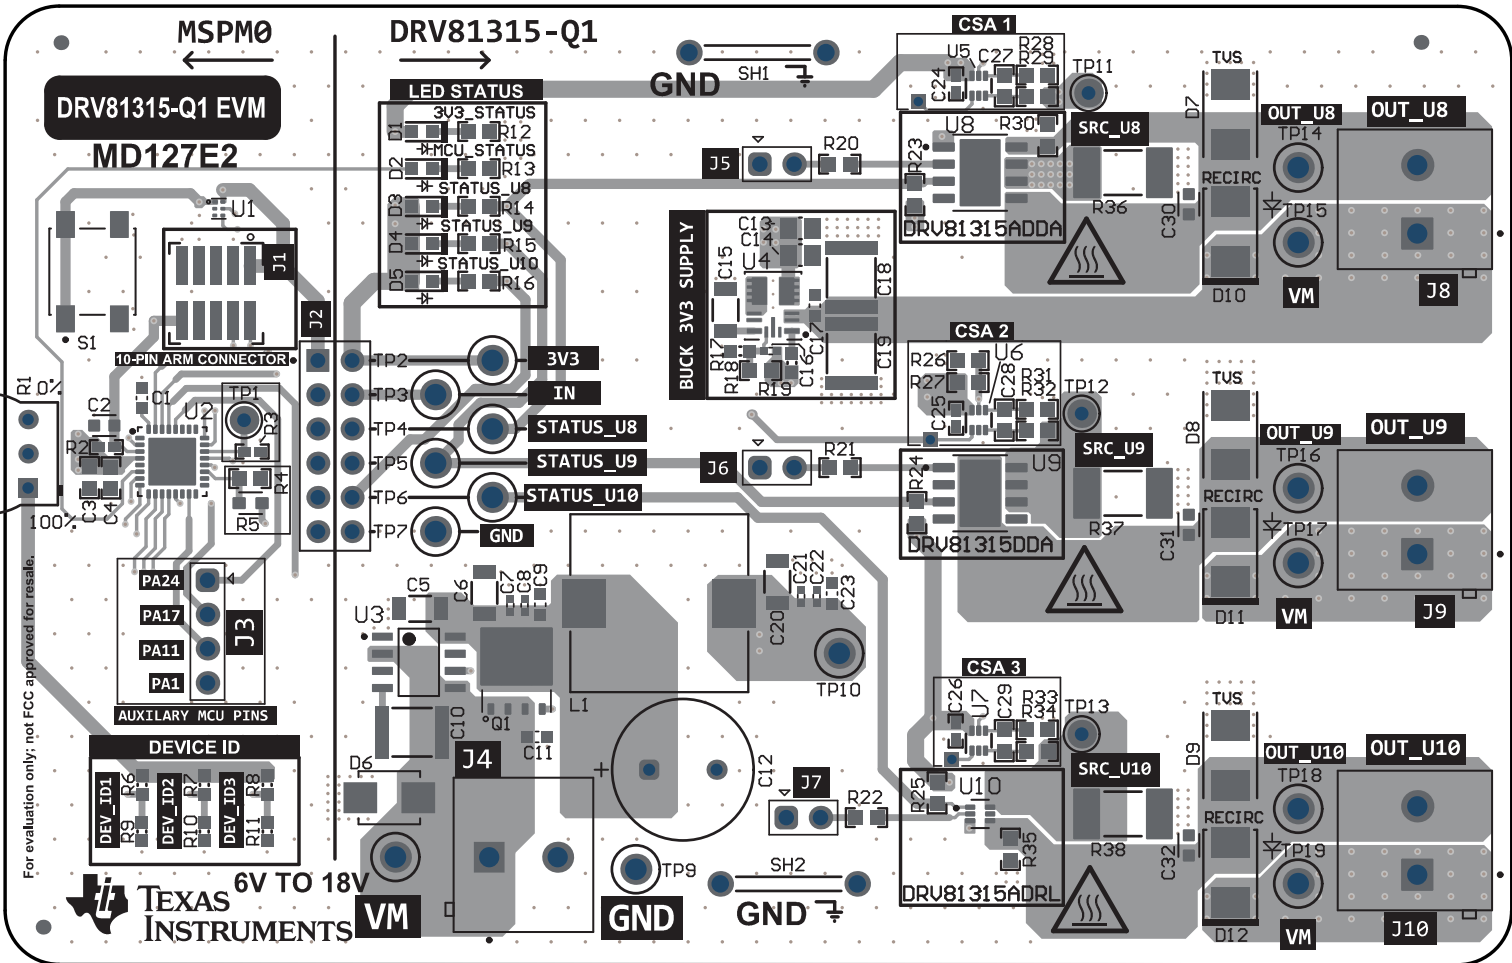 MSPM0
DRV81315-Q1
DRV81315-Q1 EVM
MD127E2
LED STATUS
3V3_STATUS
D1
R12
MCU_STATUS
D2
R13
STATUS_U8
D3
R14
STATUS_U9
D4
R15
STATUS_U10
D5
R16
GND
SH1
CSA 1
U5
C27
R28
R29
C24
TP11
R30
U8
R23
DRV81315ADDA
J5
R20
SRC_U8
R36
C30
D7
TVS
RECIRC
D10
OUT_U8
TP14
TP15
VM
OUT_U8
J8
U1
S1
J1
10-PIN ARM CONNECTOR
J2
BUCK 3V3 SUPPLY
C13
C14
U4
C15
C18
C17
C19
R17
R18
R19
C16
TP2
3V3
TP3
IN
TP4
STATUS_U8
TP5
STATUS_U9
TP6
STATUS_U10
TP7
GND
R1
0%
100%
C1
C2
R2
U2
C3
C4
TP1
R3
R4
R5
CSA 2
R26
R27
U6
C28
R31
R32
C25
TP12
J6
R21
R24
U9
DRV81315DDA
SRC_U9
R37
C31
D8
TVS
RECIRC
D11
OUT_U9
TP16
TP17
VM
OUT_U9
J9
PA24
PA17
PA11
PA1
J3
AUXILARY MCU PINS
For evaluation only; not FCC approved for resale.
U3
C5
C6
C7
C8
C9
L1
Q1
C10
C11
C20
C21
C22
C23
TP10
C12
+
D6
J4
DEVICE ID
DEV_ID1
R6
R9
DEV_ID2
R7
R10
DEV_ID3
R8
R11
TEXAS
INSTRUMENTS
6V TO 18V
VM
TP9
GND
SH2
GND
J7
R22
CSA 3
C26
U7
C29
R33
R34
TP13
R25
U10
R35
DRV81315ADRL
SRC_U10
R38
C32
D9
TVS
RECIRC
D12
OUT_U10
TP18
TP19
VM
OUT_U10
J10